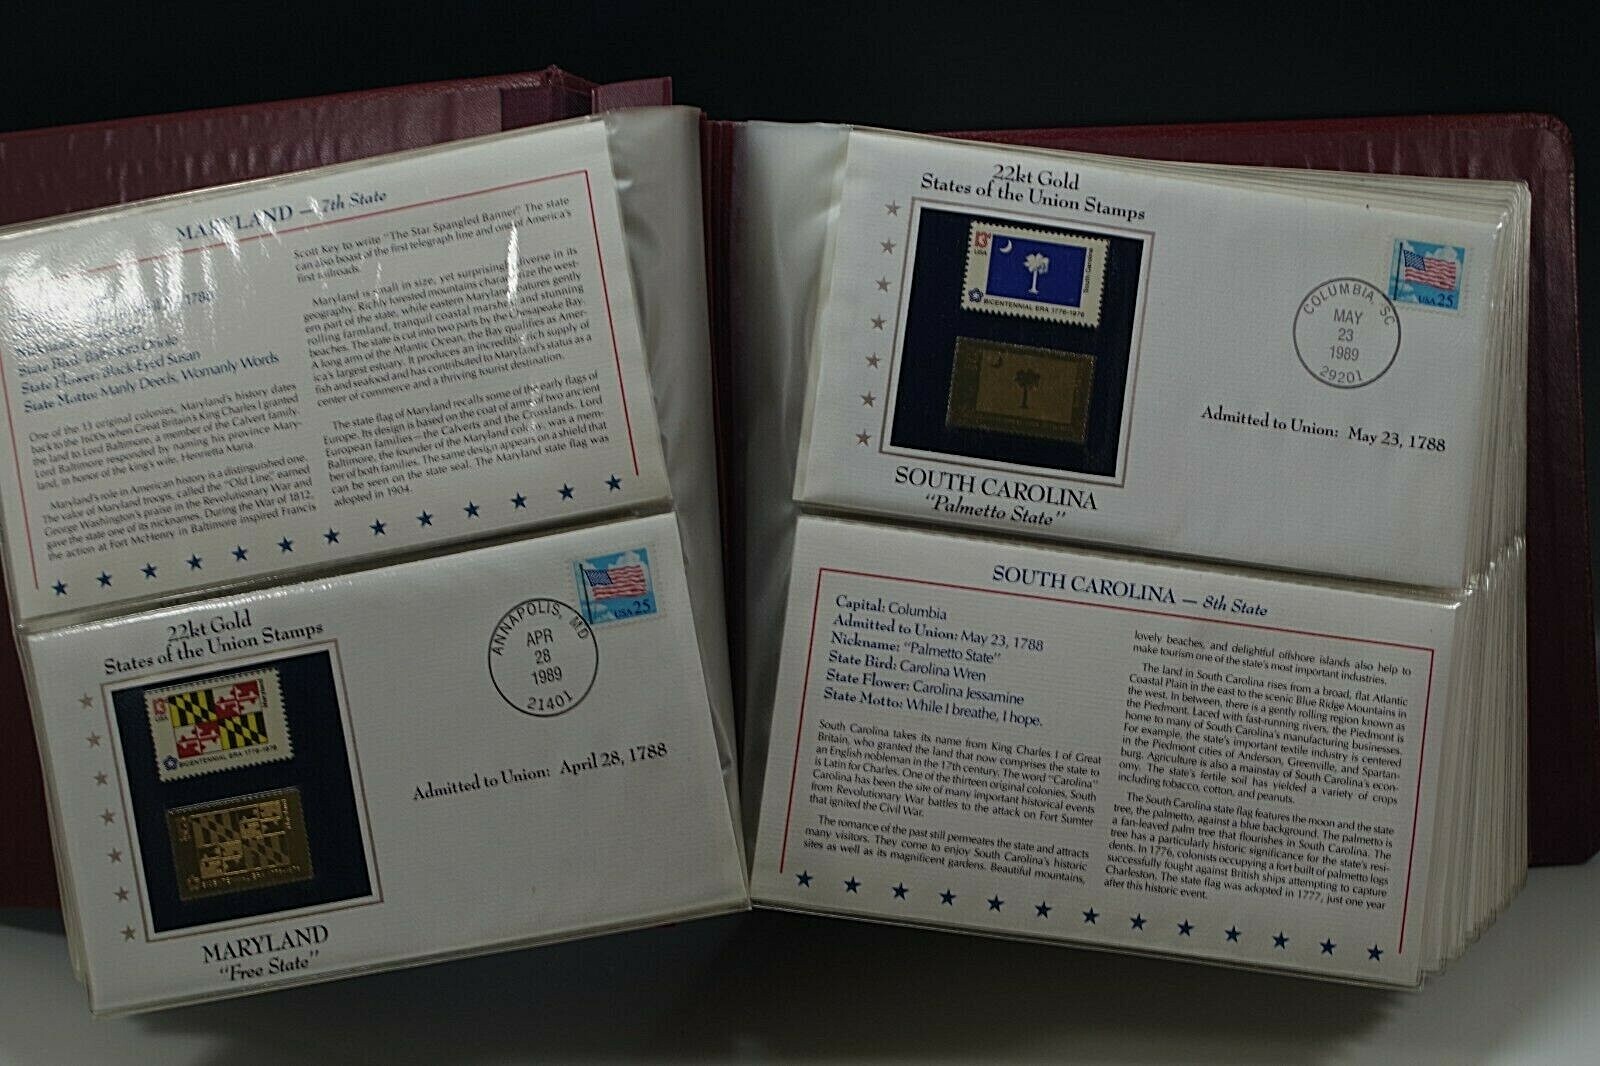 MARYLAND — 7th State
1788
State Bird: Baltimore Oriole
State Flower: Black-Eyed Susan
State Motto: Manly Deeds, Womanly Words
One of the 13 original colonies, Maryland's history dates
back to the 1600s when Great Britain's King Charles I granted
the land to Lord Baltimore, a member of the Calvert family.
Lord Baltimore responded by naming his province Mary-
land, in honor of the king's wife, Henrietta Maria.
Maryland's role in American history is a distinguished one.
The valor of Maryland troops, called the "Old Line," earned
George Washington's praise in the Revolutionary War and
gave the state one of its nicknames. During the War of 1812,
the action at Fort McHenry in Baltimore inspired Francis
Scott Key to write "The Star Spangled Banner." The state
can also boast of the first telegraph line and one of America's
first railroads.
Maryland is small in size, yet surprisingly diverse in its
geography. Richly forested mountains characterize the west-
ern part of the state, while eastern Maryland features gently
rolling farmland, tranquil coastal marshes and stunning
beaches. The state is cut into two parts by the Chesapeake Bay.
A long arm of the Atlantic Ocean, the Bay qualifies as Amer-
ica's largest estuary. It produces an incredibly rich supply of
fish and seafood and has contributed to Maryland's status as a
center of commerce and a thriving tourist destination.
The state flag of Maryland recalls some of the early flags of
Europe. Its design is based on the coat of arms of two ancient
European families—the Calverts and the Crosslands. Lord
Baltimore, the founder of the Maryland colony, was a mem-
ber of both families. The same design appears on a shield that
can be seen on the state seal. The Maryland state flag was
adopted in 1904.
22kt Gold
States of the Union Stamps
13c
USA
Maryland
BICENTENNIAL ERA 1776-1976
13c
USA
Maryland
BICENTENNIAL ERA 1776-1976
MARYLAND
"Free State"
USA 25
ANNAPOLIS, MD
APR
28
1989
21401
Admitted to Union: April 28, 1788
22kt Gold
States of the Union Stamps
13c
USA
South Carolina
BICENTENNIAL ERA 1776-1976
SOUTH CAROLINA
"Palmetto State"
USA 25
COLUMBIA, SC
MAY
23
1989
29201
Admitted to Union: May 23, 1788
SOUTH CAROLINA — 8th State
Capital: Columbia
Admitted to Union: May 23, 1788
Nickname: "Palmetto State"
State Bird: Carolina Wren
State Flower: Carolina Jessamine
State Motto: While I breathe, I hope.
South Carolina takes its name from King Charles I of Great
Britain, who granted the land that now comprises the state to
an English nobleman in the 17th century. The word "Carolina"
is Latin for Charles. One of the thirteen original colonies, South
Carolina has been the site of many important historical events
from Revolutionary War battles to the attack on Fort Sumter
that ignited the Civil War.
The romance of the past still permeates the state and attracts
many visitors. They come to enjoy South Carolina's historic
sites as well as its magnificent gardens. Beautiful mountains,
lovely beaches, and delightful offshore islands also help to
make tourism one of the state's most important industries.
The land in South Carolina rises from a broad, flat Atlantic
Coastal Plain in the east to the scenic Blue Ridge Mountains in
the west. In between, there is a gently rolling region known as
the Piedmont. Laced with fast-running rivers, the Piedmont is
home to many of South Carolina's manufacturing businesses.
For example, the state's important textile industry is centered
in the Piedmont cities of Anderson, Greenville, and Spartan-
burg. Agriculture is also a mainstay of South Carolina's econ-
omy. The state's fertile soil has yielded a variety of crops
including tobacco, cotton, and peanuts.
The South Carolina state flag features the moon and the state
tree, the palmetto, against a blue background. The palmetto is
a fan-leaved palm tree that flourishes in South Carolina. The
tree has a particularly historic significance for the state's resi-
dents. In 1776, colonists occupying a fort built of palmetto logs
successfully fought against British ships attempting to capture
Charleston. The state flag was adopted in 1777, just one year
after this historic event.